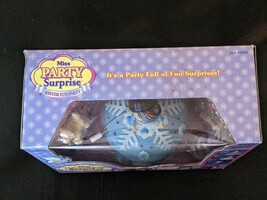 Miss
PARTY
Surprise
WINTER FUN PARTY
It's a Party Full of Fun Surprises!